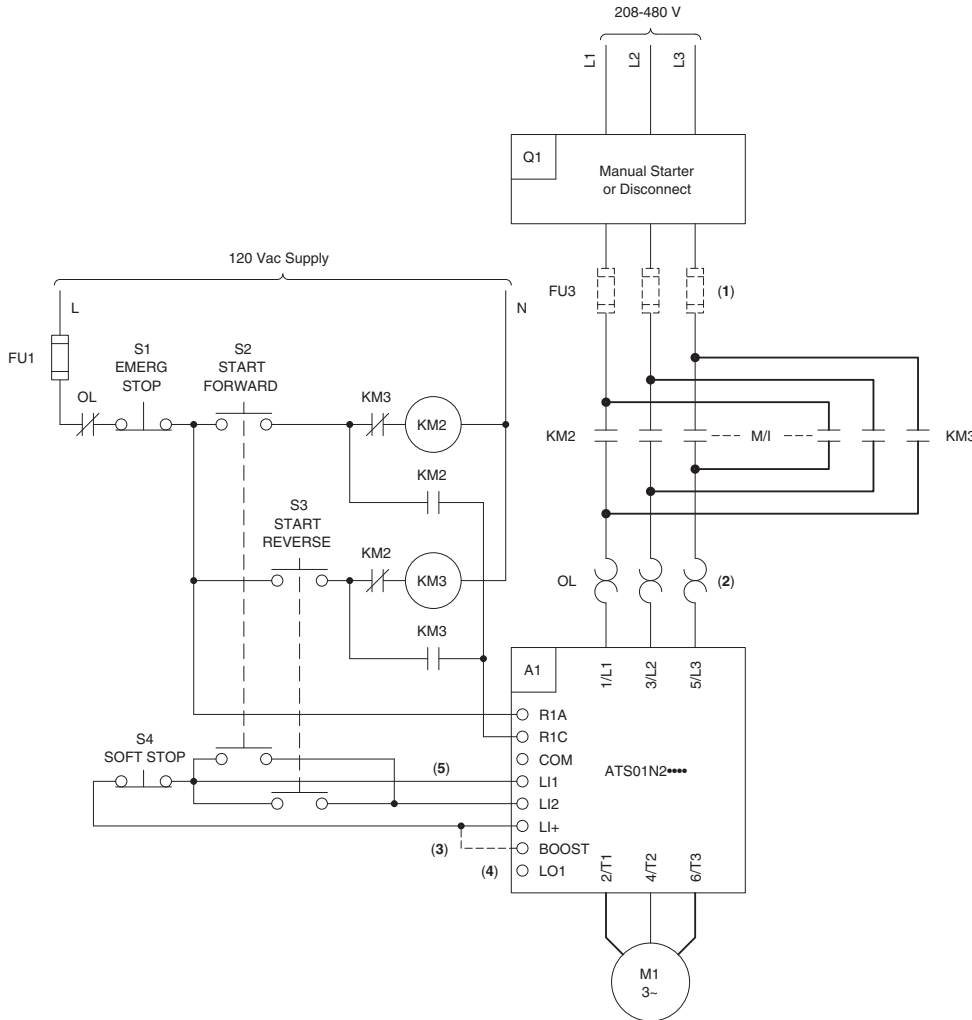 208-480 V
L1
L2
L3
Q1
Manual Starter
or Disconnect
120 Vac Supply
L
N
FU3
(1)
FU1
OL
S1
EMERG
STOP
S2
START
FORWARD
KM3
KM2
KM2
M/I
KM3
KM2
S3
START
REVERSE
KM2
KM3
OL
(2)
KM3
A1
1/L1
3/L2
5/L3
R1A
R1C
S4
SOFT STOP
COM
ATS01N2••••
(5)
LI1
LI2
LI+
(3)
BOOST
(4)
LO1
2/T1
4/T2
6/T3
M1
3~